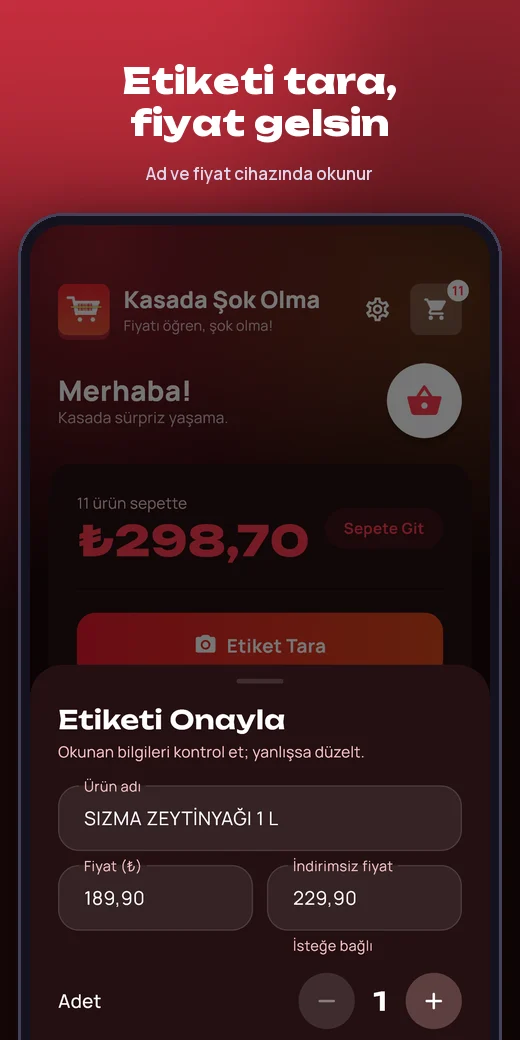 Etiketi tara,
fiyat gelsin
Ad ve fiyat cihazında okunur
Kasada Şok Olma
Fiyatı öğren, şok olma!
11
Merhaba!
Kasada sürpriz yaşama.
11 ürün sepette
₺298,70
Sepete Git
Etiket Tara
Etiketi Onayla
Okunan bilgileri kontrol et; yanlışsa düzelt.
Ürün adı
SIZMA ZEYTİNYAĞI 1 L
Fiyat (₺)
İndirimsiz fiyat
189,90
229,90
İsteğe bağlı
Adet
1